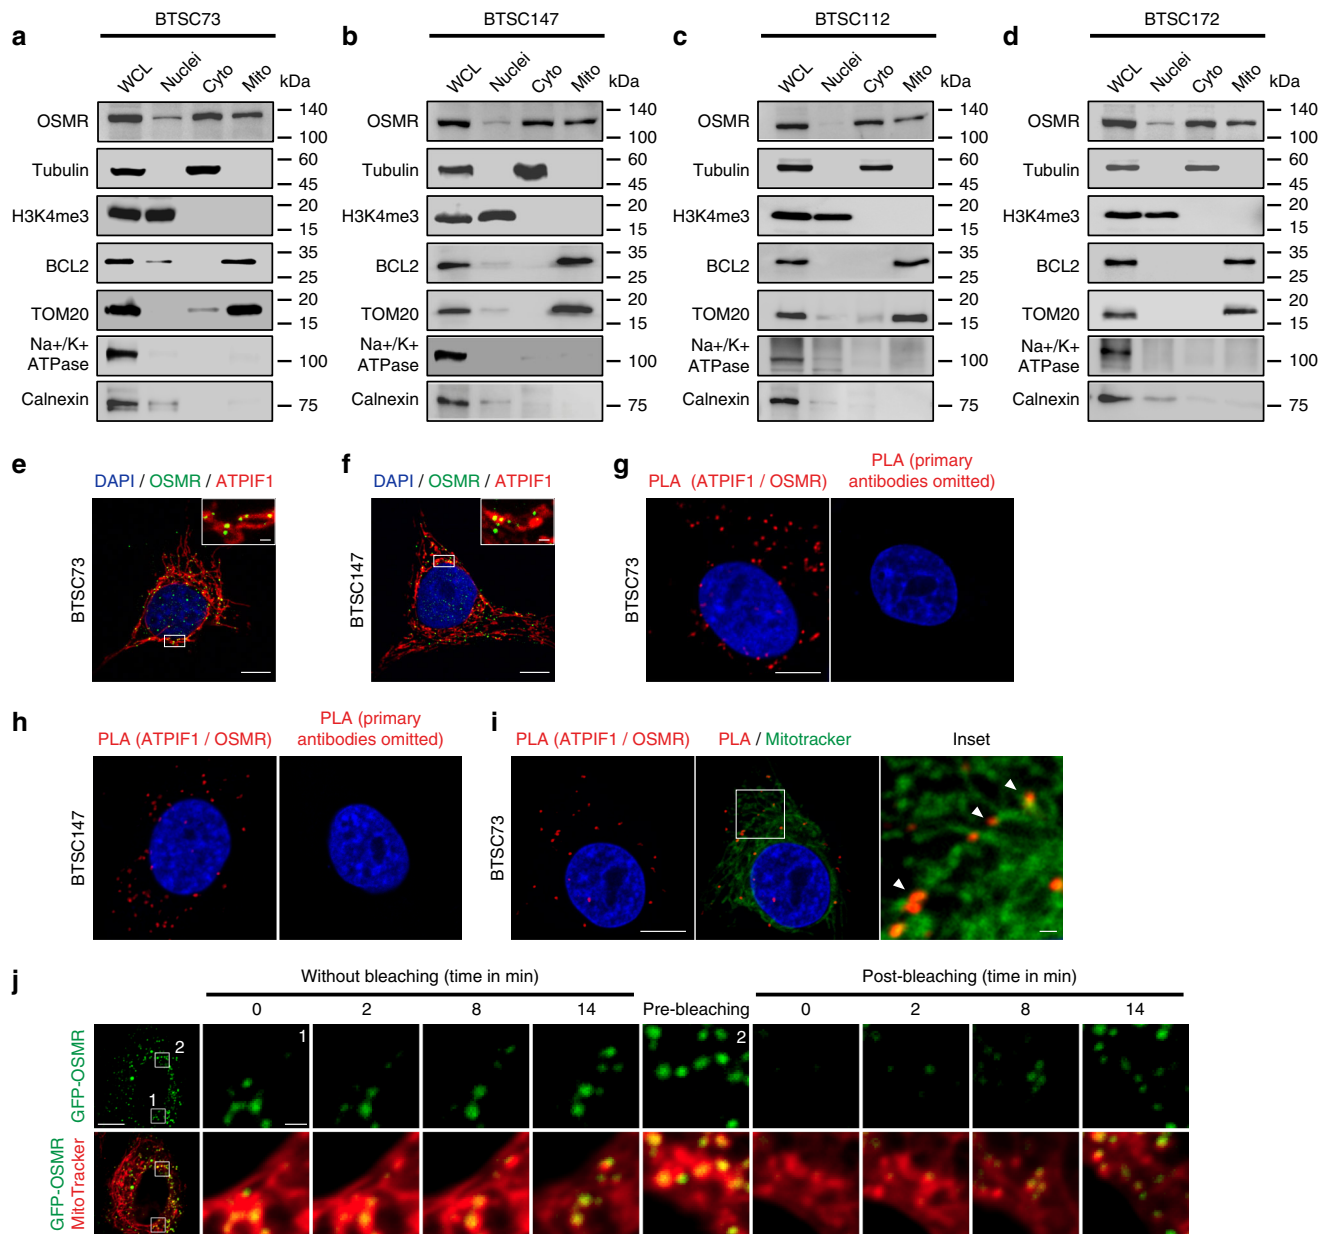 BTSC73
BTSC147
BTSC112
BTSC172
a
b
c
d
WCL Nuclei Cyto Mito kDa
WCL Nuclei Cyto Mito kDa
WCL Nuclei Cyto Mito kDa
WCL Nuclei Cyto Mito kDa
OSMR 140 100
Tubulin 60 45
H3K4me3 20 15
BCL2 35 25
TOM20 20 15
Na+/K+ ATPase 100
Calnexin 75
OSMR 140 100
Tubulin 60 45
H3K4me3 20 15
BCL2 35 25
TOM20 20 15
Na+/K+ ATPase 100
Calnexin 75
OSMR 140 100
Tubulin 60 45
H3K4me3 20 15
BCL2 35 25
TOM20 20 15
Na+/K+ ATPase 100
Calnexin 75
OSMR 140 100
Tubulin 60 45
H3K4me3 20 15
BCL2 35 25
TOM20 20 15
Na+/K+ ATPase 100
Calnexin 75
e
DAPI / OSMR / ATPIF1
BTSC73
f
DAPI / OSMR / ATPIF1
BTSC147
g
PLA (ATPIF1 / OSMR)
PLA (primary
antibodies omitted)
BTSC73
h
PLA (ATPIF1 / OSMR)
PLA (primary
antibodies omitted)
BTSC147
i
PLA (ATPIF1 / OSMR)
PLA / Mitotracker
Inset
BTSC73
j
Without bleaching (time in min)
Post-bleaching (time in min)
0 2 8 14 Pre-bleaching 0 2 8 14
GFP-OSMR
2
1
1
2
GFP-OSMR
MitoTracker